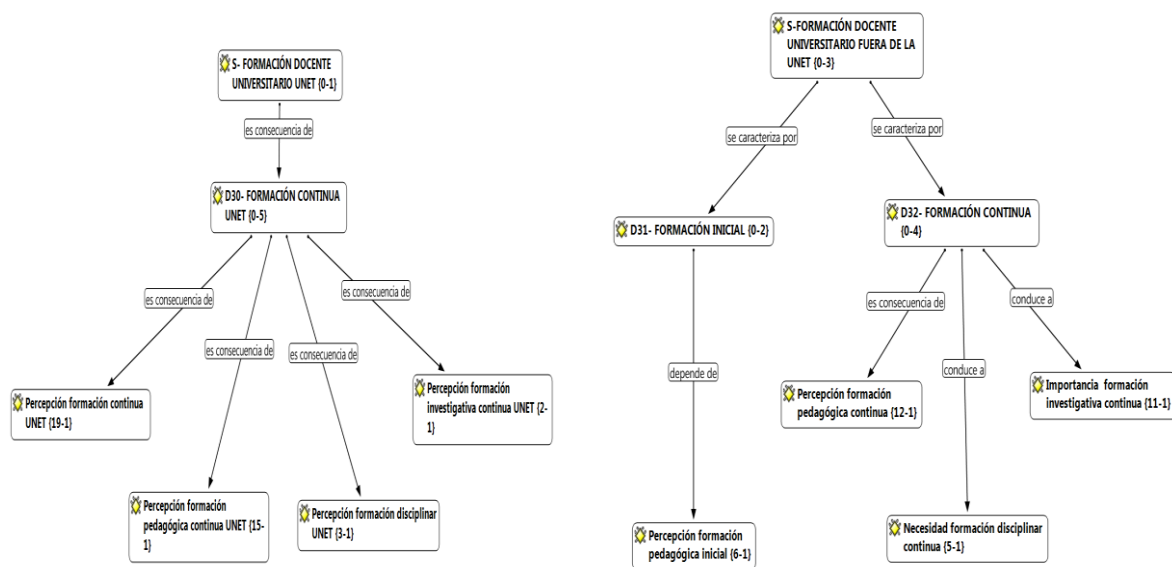 S- FORMACIÓN DOCENTE
UNIVERSITARIO UNET {0-1}
es consecuencia de
D30- FORMACIÓN CONTINUA
UNET {0-5}
es consecuencia de
es consecuencia de
es consecuencia de
es consecuencia de
Percepción formación continua
UNET {19-1}
Percepción formación
pedagógica continua UNET {15-
1}
Percepción formación disciplinar
UNET {3-1}
Percepción formación
investigativa continua UNET {2-
1}
S-FORMACIÓN DOCENTE
UNIVERSITARIO FUERA DE LA
UNET {0-3}
se caracteriza por
se caracteriza por
D31- FORMACIÓN INICIAL {0-2}
D32- FORMACIÓN CONTINUA
{0-4}
depende de
es consecuencia de
conduce a
conduce a
Percepción formación
pedagógica inicial {6-1}
Percepción formación
pedagógica continua {12-1}
Necesidad formación disciplinar
continua {5-1}
Importancia formación
investigativa continua {11-1}